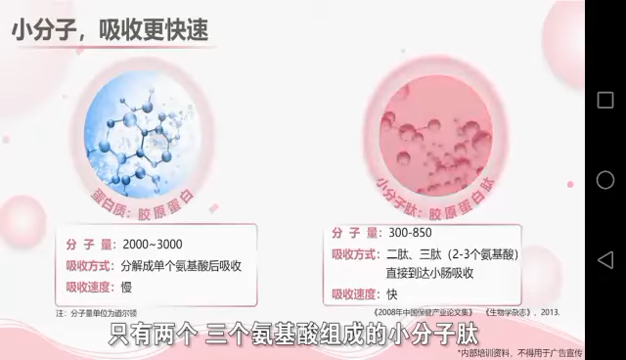 小分子，吸收更快速
蛋白质：胶原蛋白
小分子肽：胶原蛋白肽
分 子 量：2000~3000
吸收方式：分解成单个氨基酸后吸收
吸收速度：慢
分 子 量：300-850
吸收方式：二肽、三肽（2-3个氨基酸）
直接到达小肠吸收
吸收速度：快
注：分子量单位为道尔顿
《2008年中国保健产业论文集》 《生物学杂志》，2013.
只有两个 三个氨基酸组成的小分子肽
*内部培训资料，不得用于广告宣传